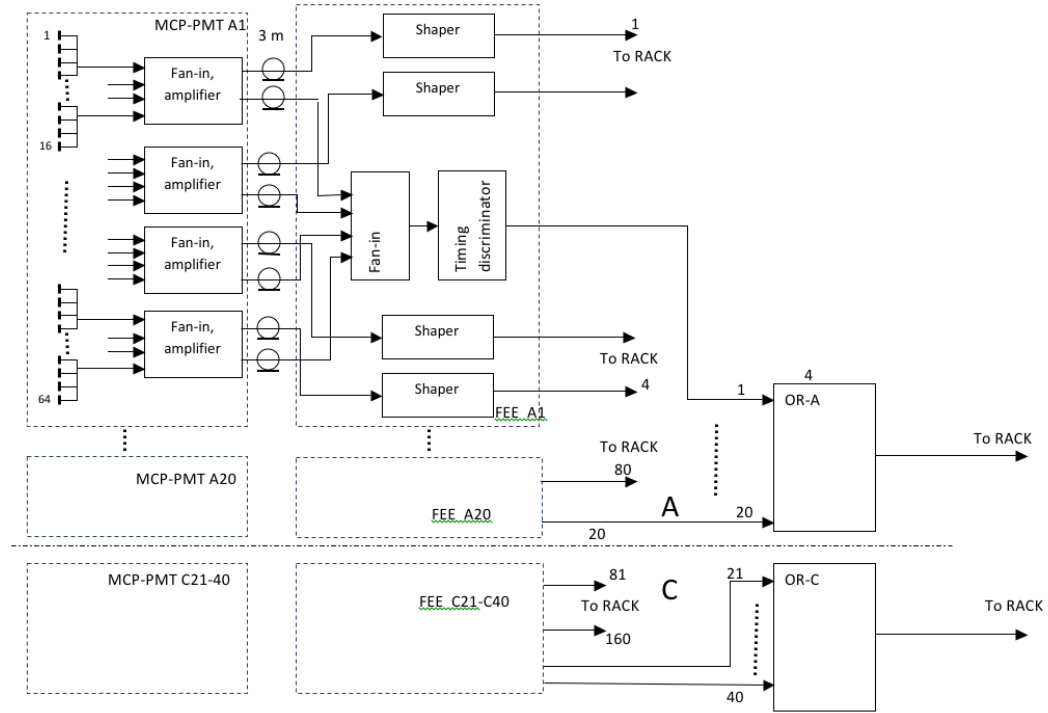 MCP-PMT A1
1
3 m
Shaper
1
To RACK
Fan-in,
amplifier
Shaper
16
Fan-in,
amplifier
Fan-in
Timing
discriminator
Fan-in,
amplifier
Fan-in,
amplifier
Shaper
To RACK
Shaper
4
64
FEE_A1
4
1
OR-A
To RACK
To RACK
80
MCP-PMT A20
FEE_A20
A
20
20
MCP-PMT C21-40
FEE_C21-C40
81
To RACK
160
C
21
OR-C
To RACK
40